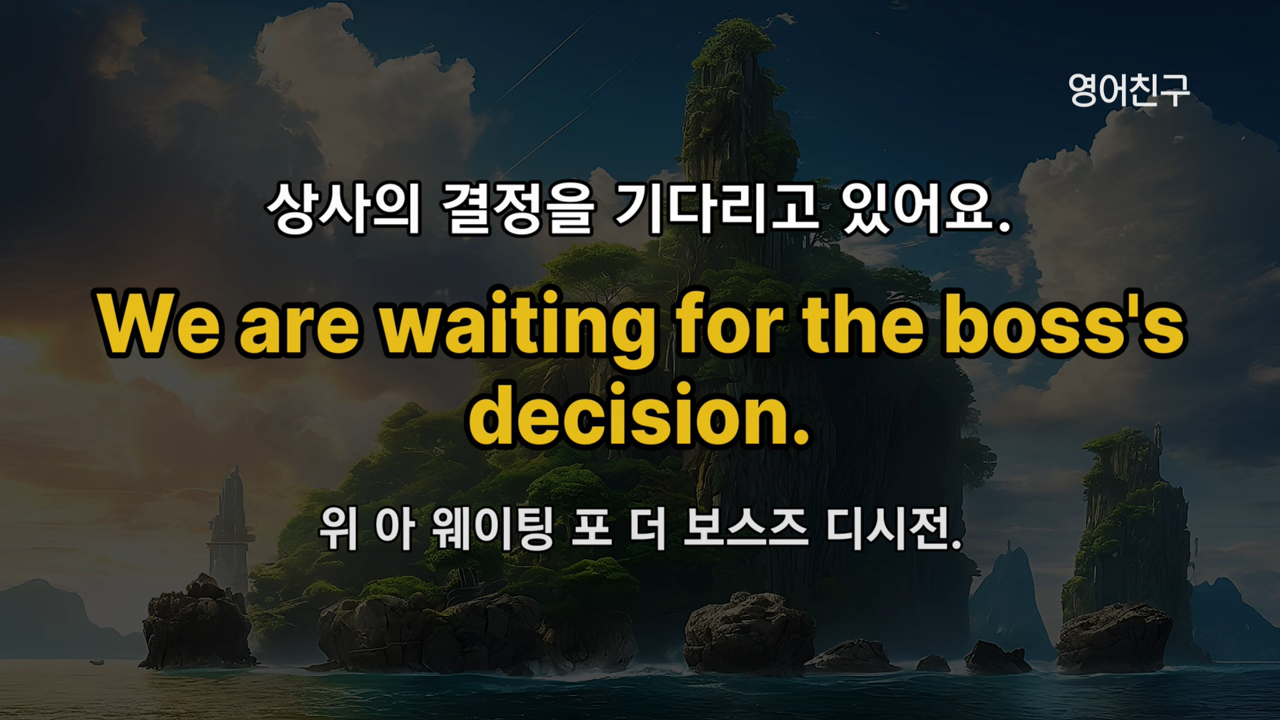 영어친구
상사의 결정을 기다리고 있어요.
We are waiting for the boss's
decision.
위 아 웨이팅 포 더 보스즈 디시전.